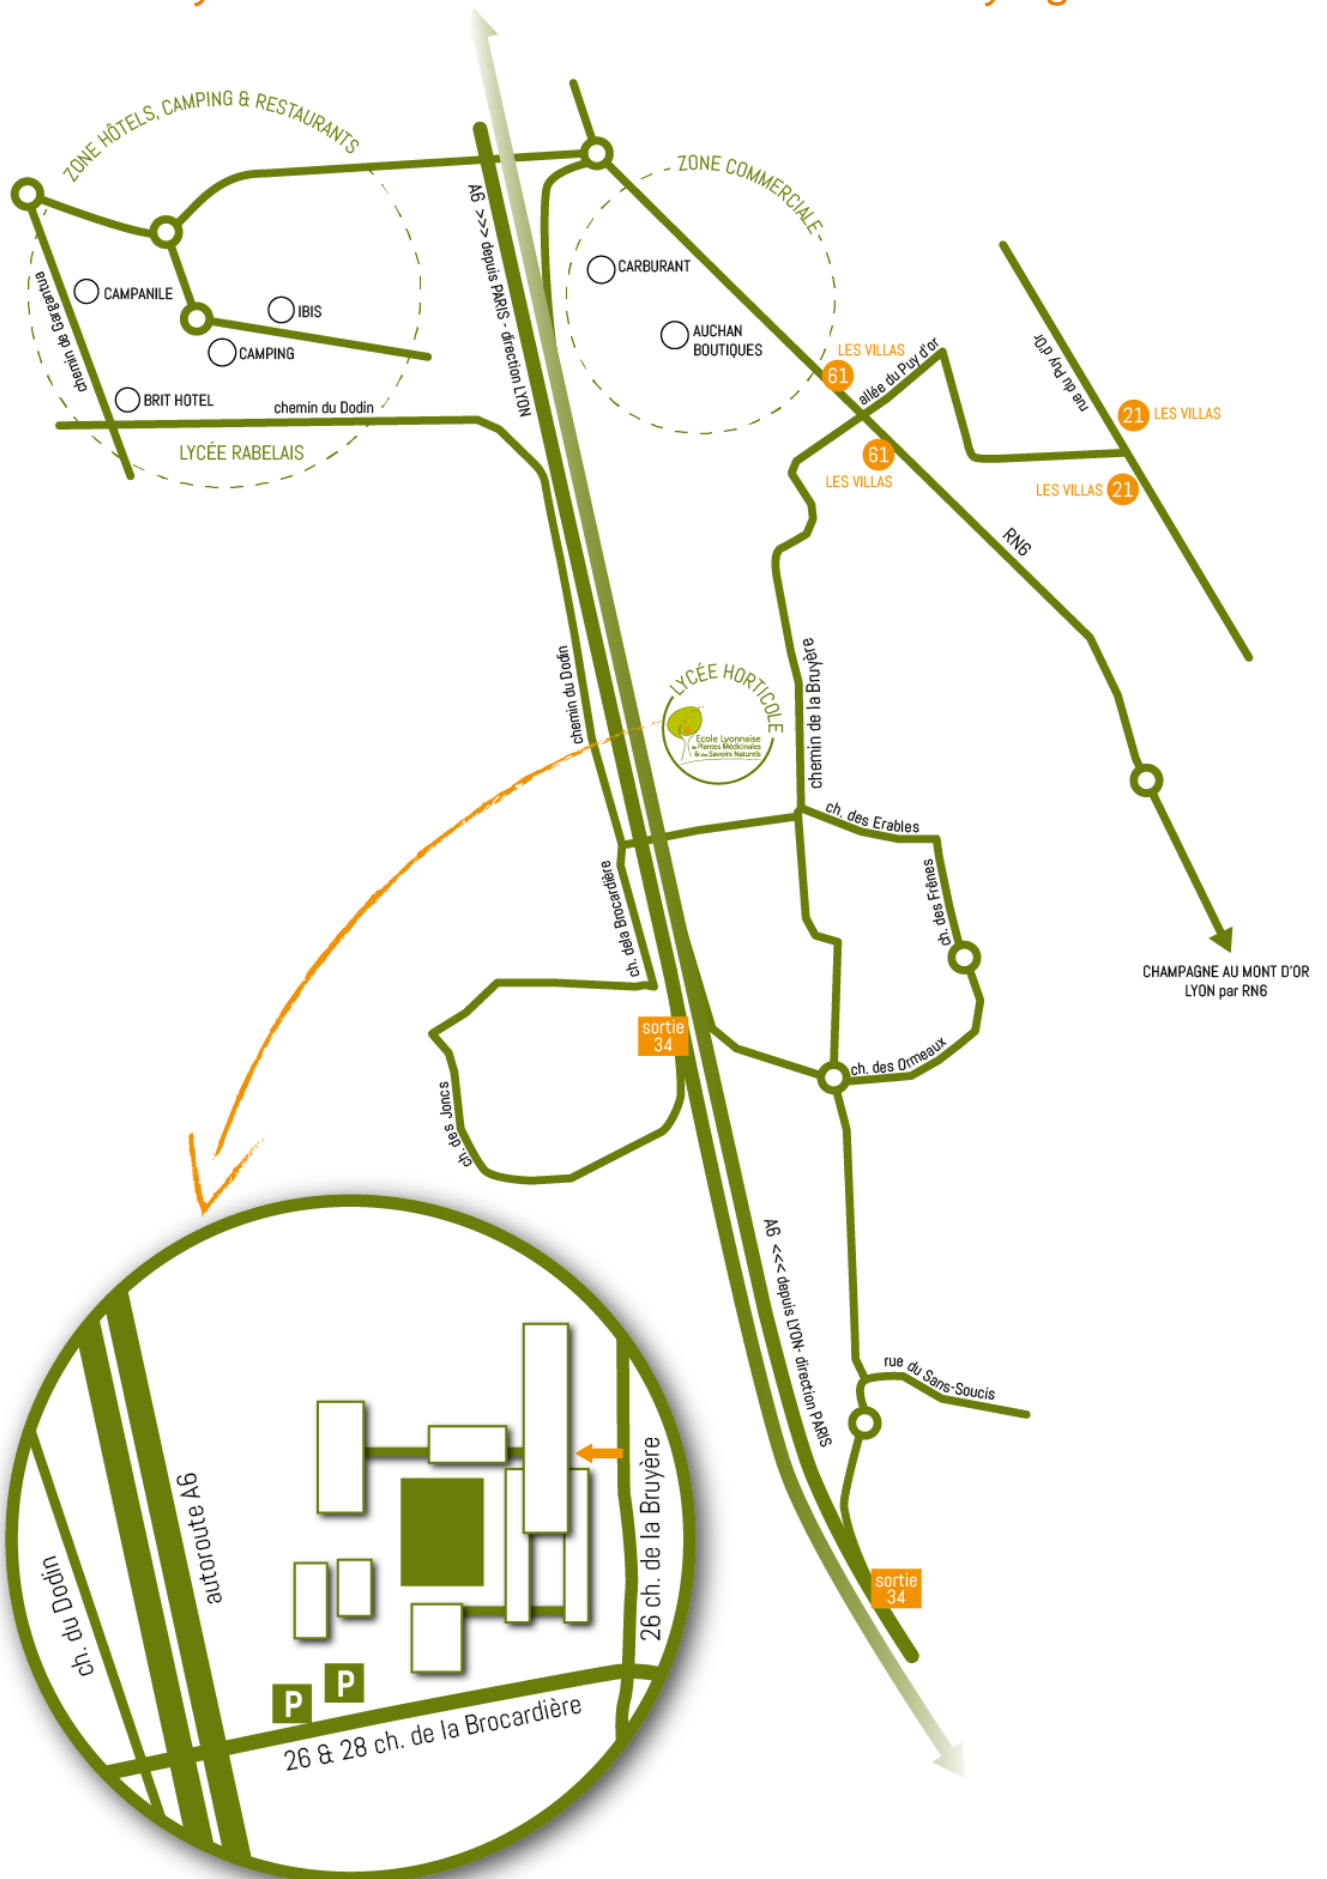 ZONE HÔTELS, CAMPING & RESTAURANTS
ZONE COMMERCIALE
A6 >>> depuis PARIS - direction LYON
CARBURANT
CAMPANILE
IBIS
chemin de Gargantua
CAMPING
AUCHAN
BOUTIQUES
LES VILLAS
61
allée du Puy d'or
rue du Puy d'Or
BRIT HOTEL
chemin du Dodin
21 LES VILLAS
LYCÉE RABELAIS
61
LES VILLAS
LES VILLAS 21
RN6
chemin du Dodin
LYCÉE HORTICOLE
Ecole Lyonnaise
de Plantes Médicinales
& des Savoirs Naturels
chemin de la Bruyère
ch. des Erables
ch. dela Brocardière
ch. des Frênes
CHAMPAGNE AU MONT D'OR
LYON par RN6
sortie
34
ch. des Ormeaux
ch. des Joncs
A6 <<< depuis LYON- direction PARIS
rue du Sans-Soucis
sortie
34
autoroute A6
ch. du Dodin
26 ch. de la Bruyère
P
P
26 & 28 ch. de la Brocardière